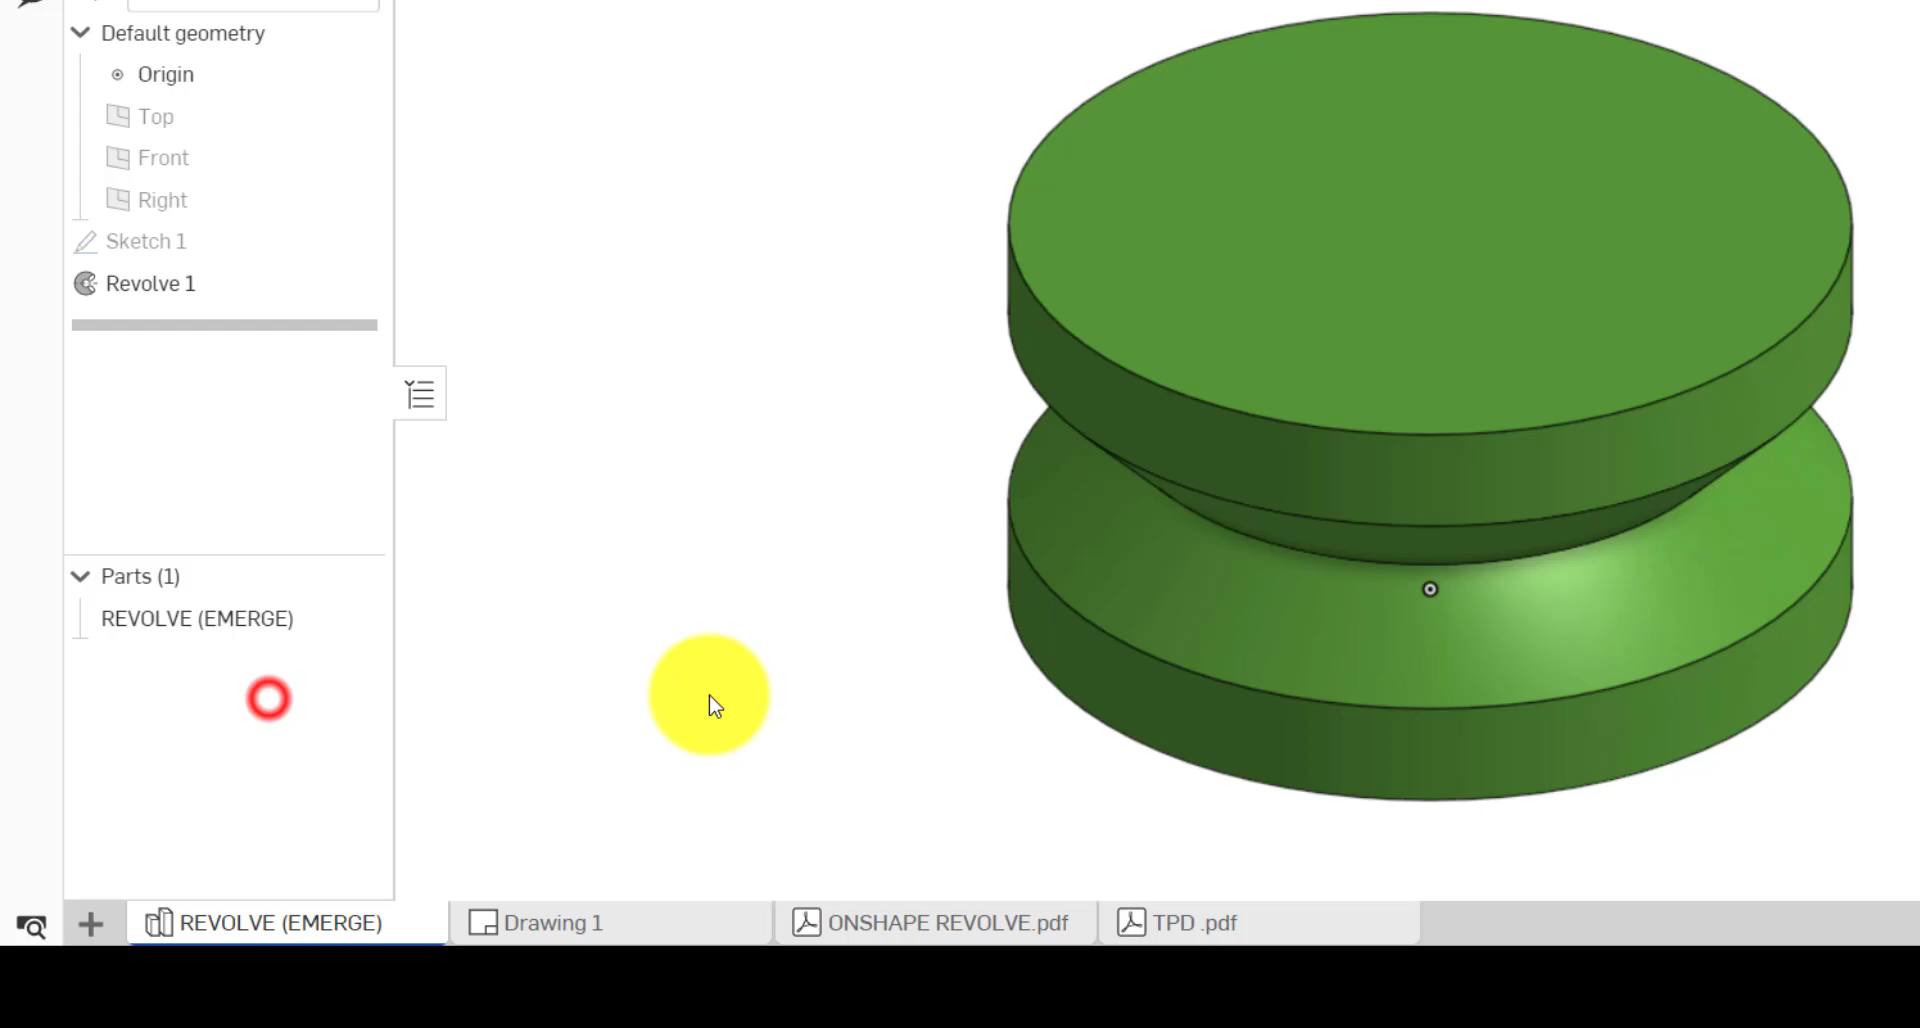 Default geometry
Origin
Top
Front
Right
Sketch 1
Revolve 1
Parts (1)
REVOLVE (EMERGE)
REVOLVE (EMERGE)
Drawing 1
ONSHAPE REVOLVE.pdf
TPD .pdf